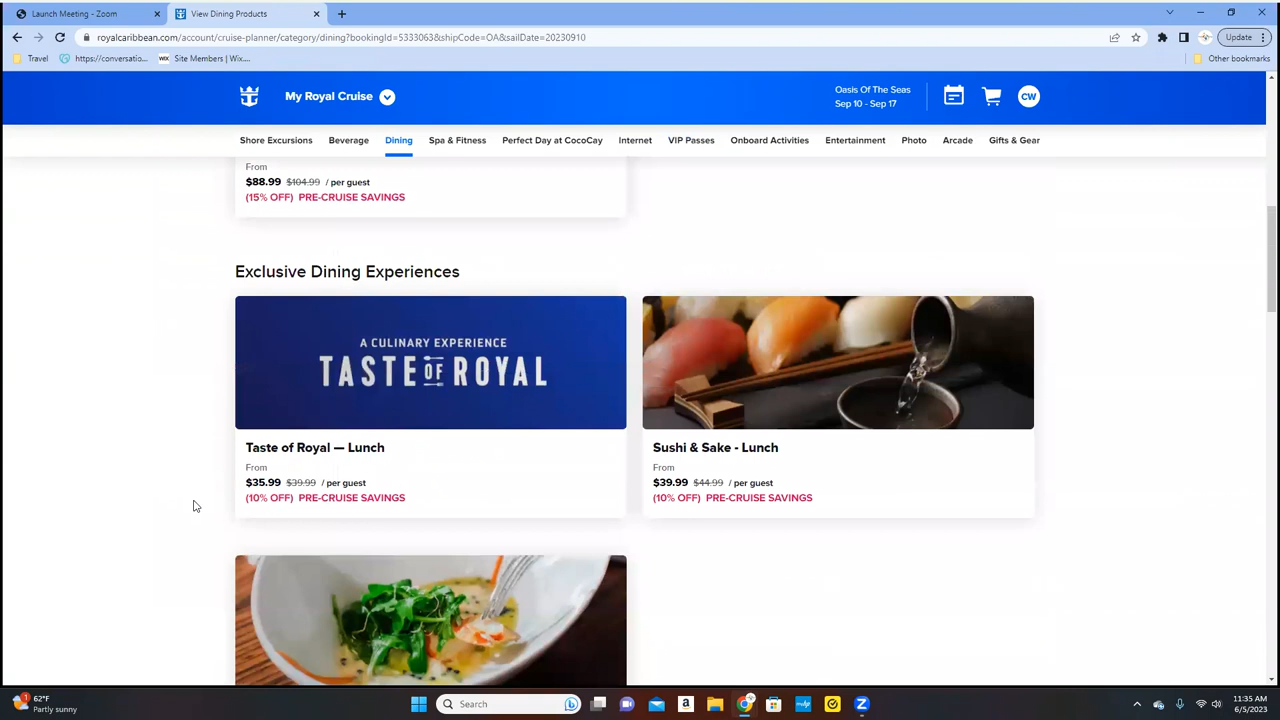 Launch Meeting - Zoom
View Dining Products
royalcaribbean.com/account/cruise-planner/category/dining?bookingId=5333063&shipCode=OA&sailDate=20230910
Update
Travel
https://conversatio...
WIX
Site Members | Wix....
Other bookmarks
My Royal Cruise
Oasis Of The Seas
Sep 10 - Sep 17
CW
Shore Excursions
Beverage
Dining
Spa & Fitness
Perfect Day at CocoCay
Internet
VIP Passes
Onboard Activities
Entertainment
Photo
Arcade
Gifts & Gear
From
$88.99 $104.99 / per guest
(15% OFF) PRE-CRUISE SAVINGS
Exclusive Dining Experiences
A CULINARY EXPERIENCE
TASTE OF ROYAL
Taste of Royal — Lunch
From
$35.99 $39.99 / per guest
(10% OFF) PRE-CRUISE SAVINGS
Sushi & Sake - Lunch
From
$39.99 $44.99 / per guest
(10% OFF) PRE-CRUISE SAVINGS
1
62°F
Partly sunny
Search
11:35 AM
6/5/2023